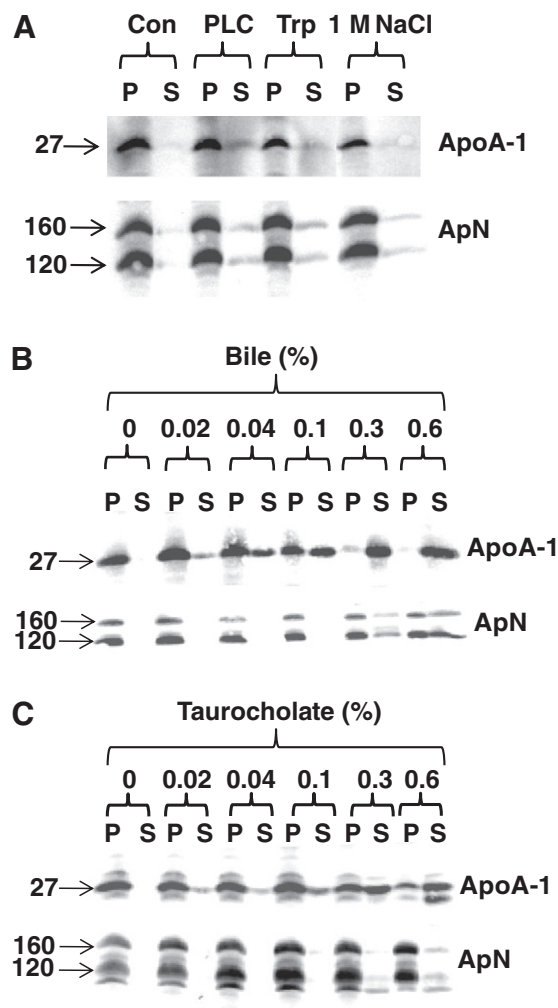 A
Con PLC Trp 1 M NaCl
P S P S P S P S
27 ApoA-1
160 ApN
120
B
Bile (%)
0 0.02 0.04 0.1 0.3 0.6
P S P S P S P S P S P S
27 ApoA-1
160 ApN
120
C
Taurocholate (%)
0 0.02 0.04 0.1 0.3 0.6
P S P S P S P S P S P S
27 ApoA-1
160 ApN
120